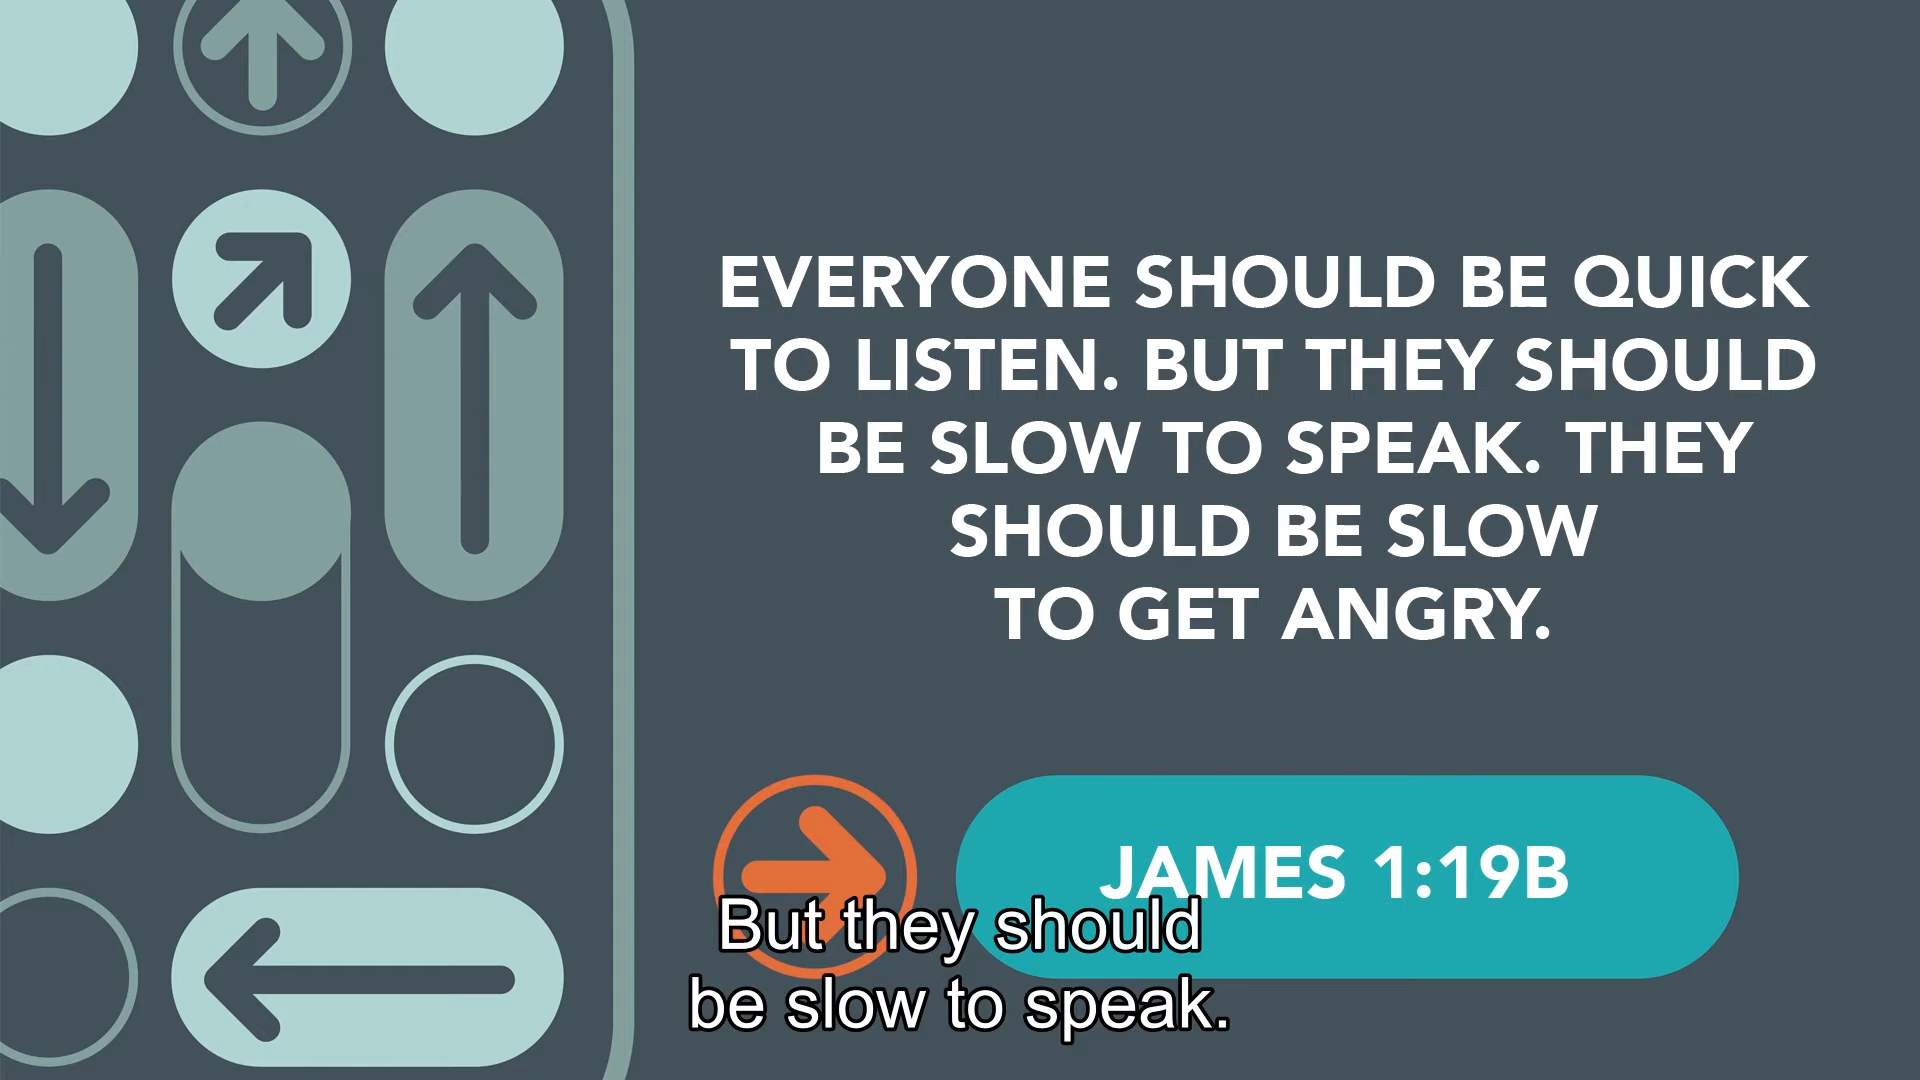 EVERYONE SHOULD BE QUICK
TO LISTEN. BUT THEY SHOULD
BE SLOW TO SPEAK. THEY
SHOULD BE SLOW
TO GET ANGRY.
JAMES 1:19B
But they should
be slow to speak.